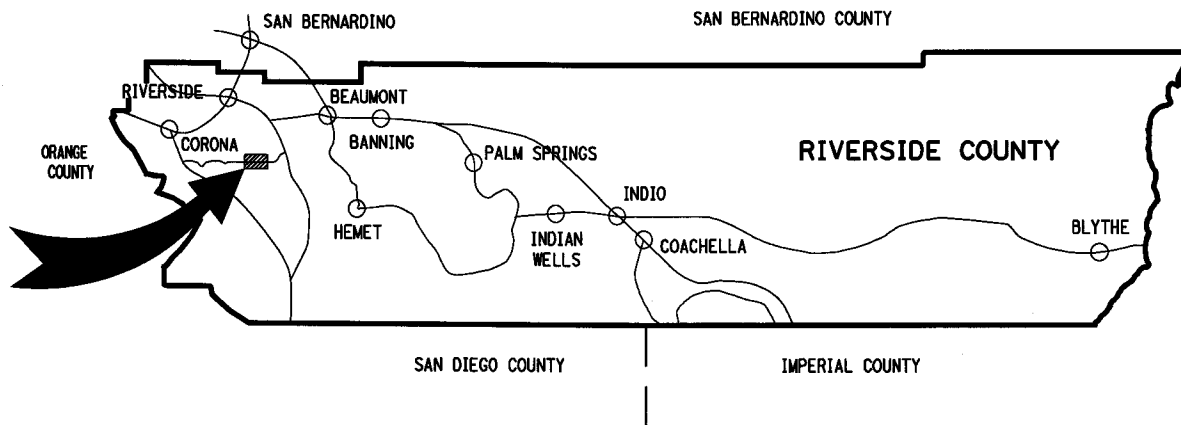 SAN BERNARDINO
SAN BERNARDINO COUNTY
RIVERSIDE
BEAUMONT
CORONA
BANNING
ORANGE
COUNTY
PALM SPRINGS
RIVERSIDE COUNTY
INDIO
HEMET
INDIAN
WELLS
COACHELLA
BLYTHE
SAN DIEGO COUNTY
IMPERIAL COUNTY